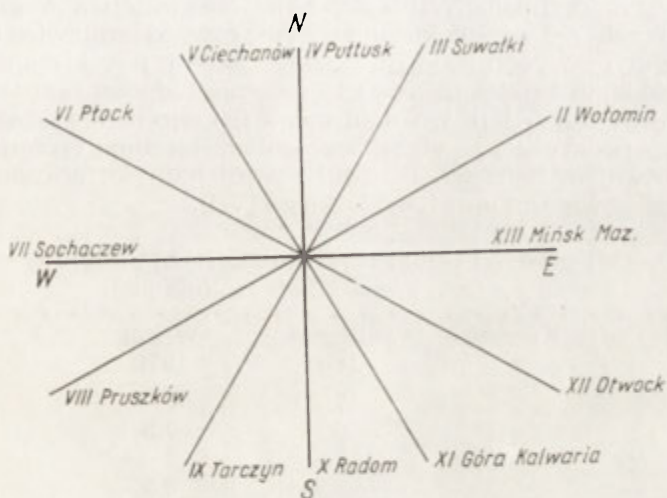 N
V Ciechanów IV Pułtusk III Suwałki
VI Płock II Wołomin
VII Sochaczew XIII Mińsk Maz.
W E
VIII Pruszków XII Otwock
IX Tarczyn X Radom XI Góra Kalwaria
S